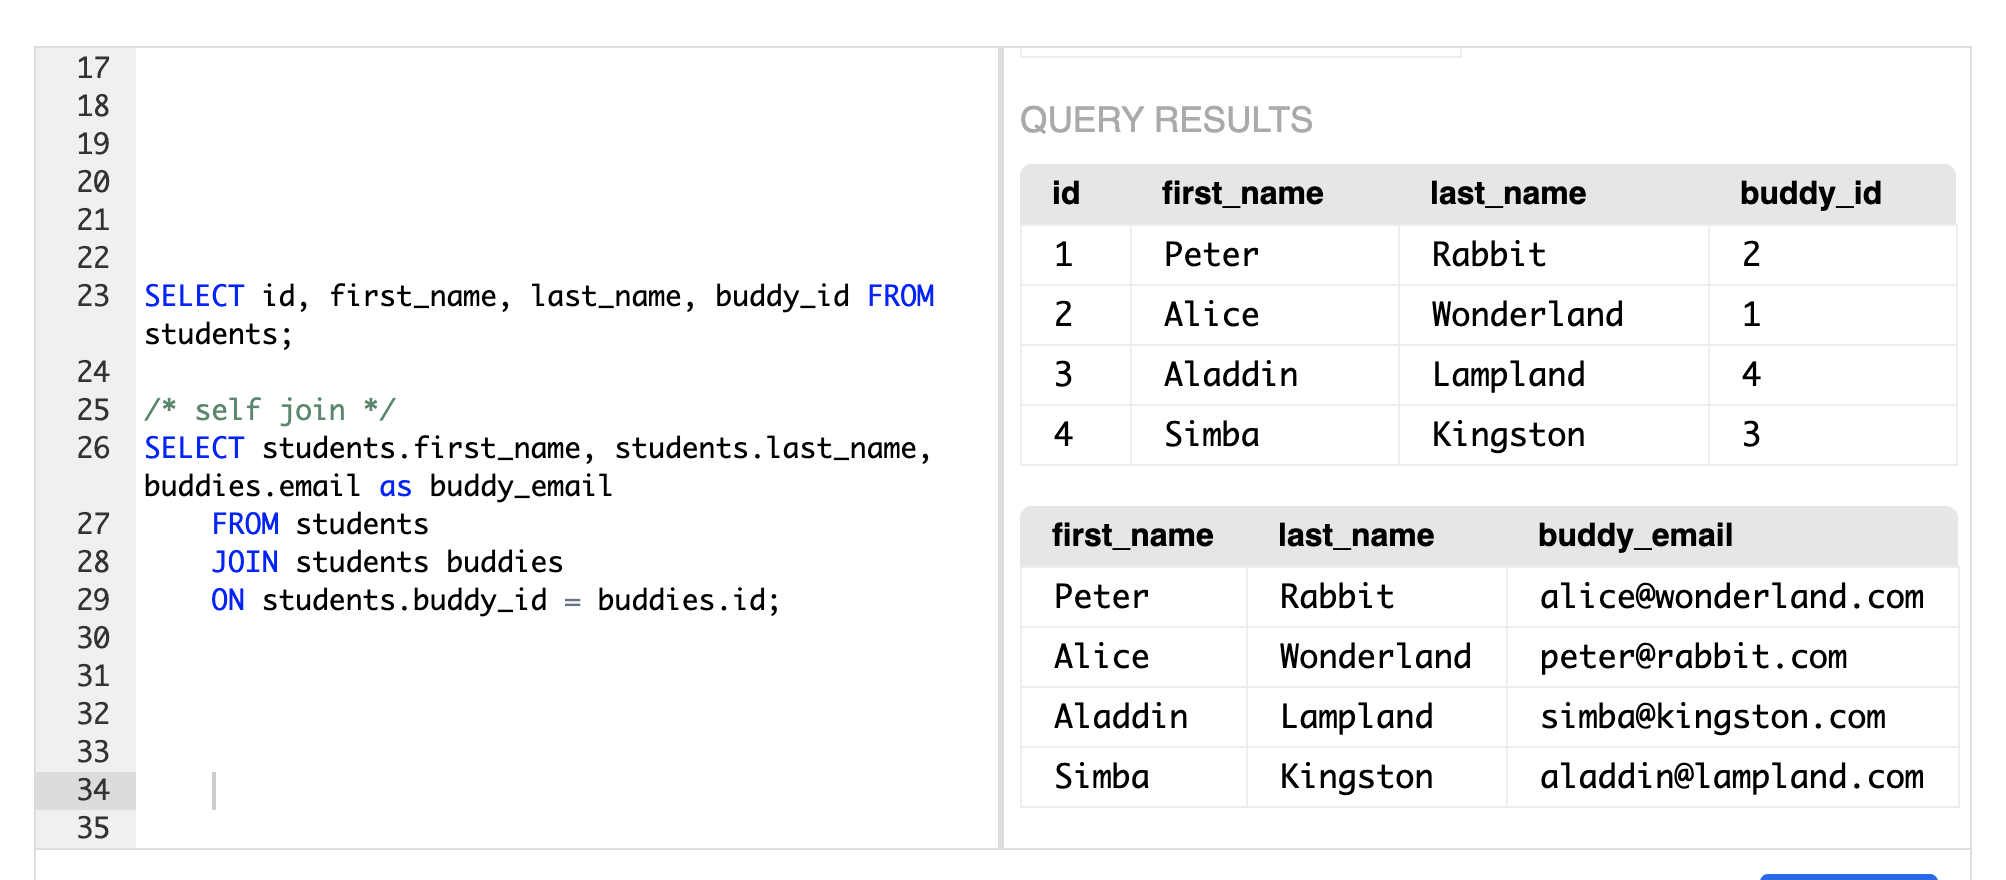 17
18
19
20
21
22
23 SELECT id, first_name, last_name, buddy_id FROM
students;
24
25 /* self join */
26 SELECT students.first_name, students.last_name,
buddies.email as buddy_email
27 FROM students
28 JOIN students buddies
29 ON students.buddy_id = buddies.id;
30
31
32
33
34
35
QUERY RESULTS
id first_name last_name buddy_id
1 Peter Rabbit 2
2 Alice Wonderland 1
3 Aladdin Lampland 4
4 Simba Kingston 3
first_name last_name buddy_email
Peter Rabbit alice@wonderland.com
Alice Wonderland peter@rabbit.com
Aladdin Lampland simba@kingston.com
Simba Kingston aladdin@lampland.com